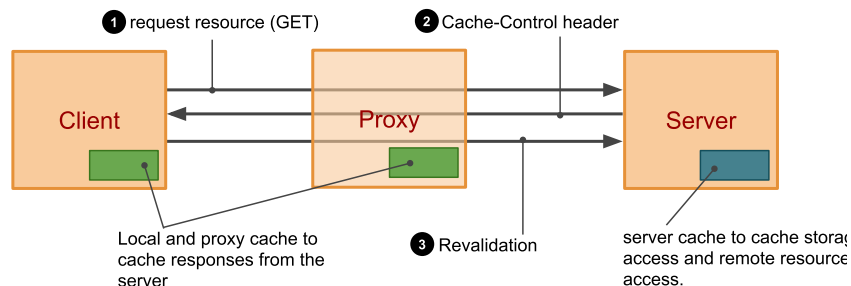 1 request resource (GET)
2 Cache-Control header
Client
Proxy
Server
Local and proxy cache to
cache responses from the
server
3 Revalidation
server cache to cache storag
access and remote resource
access.